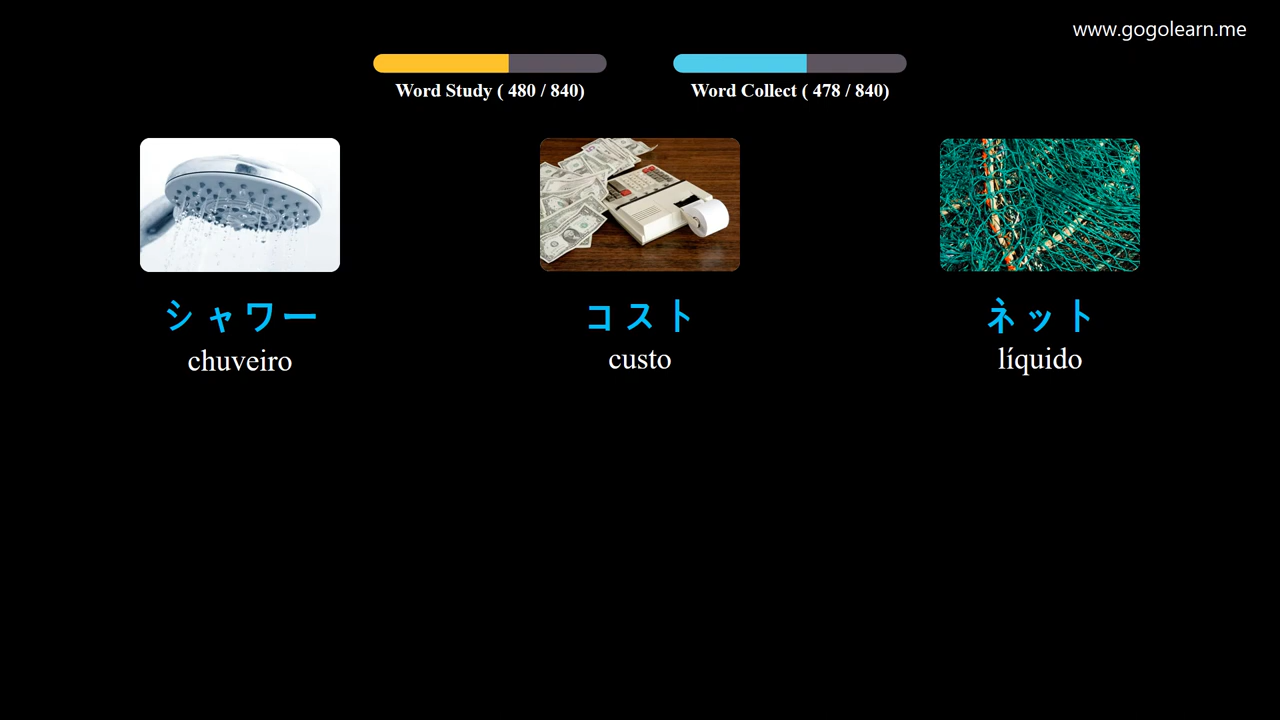 www.gogolearn.me
Word Study ( 480 / 840)
Word Collect ( 478 / 840)
シャワー
コスト
ネット
chuveiro
custo
líquido